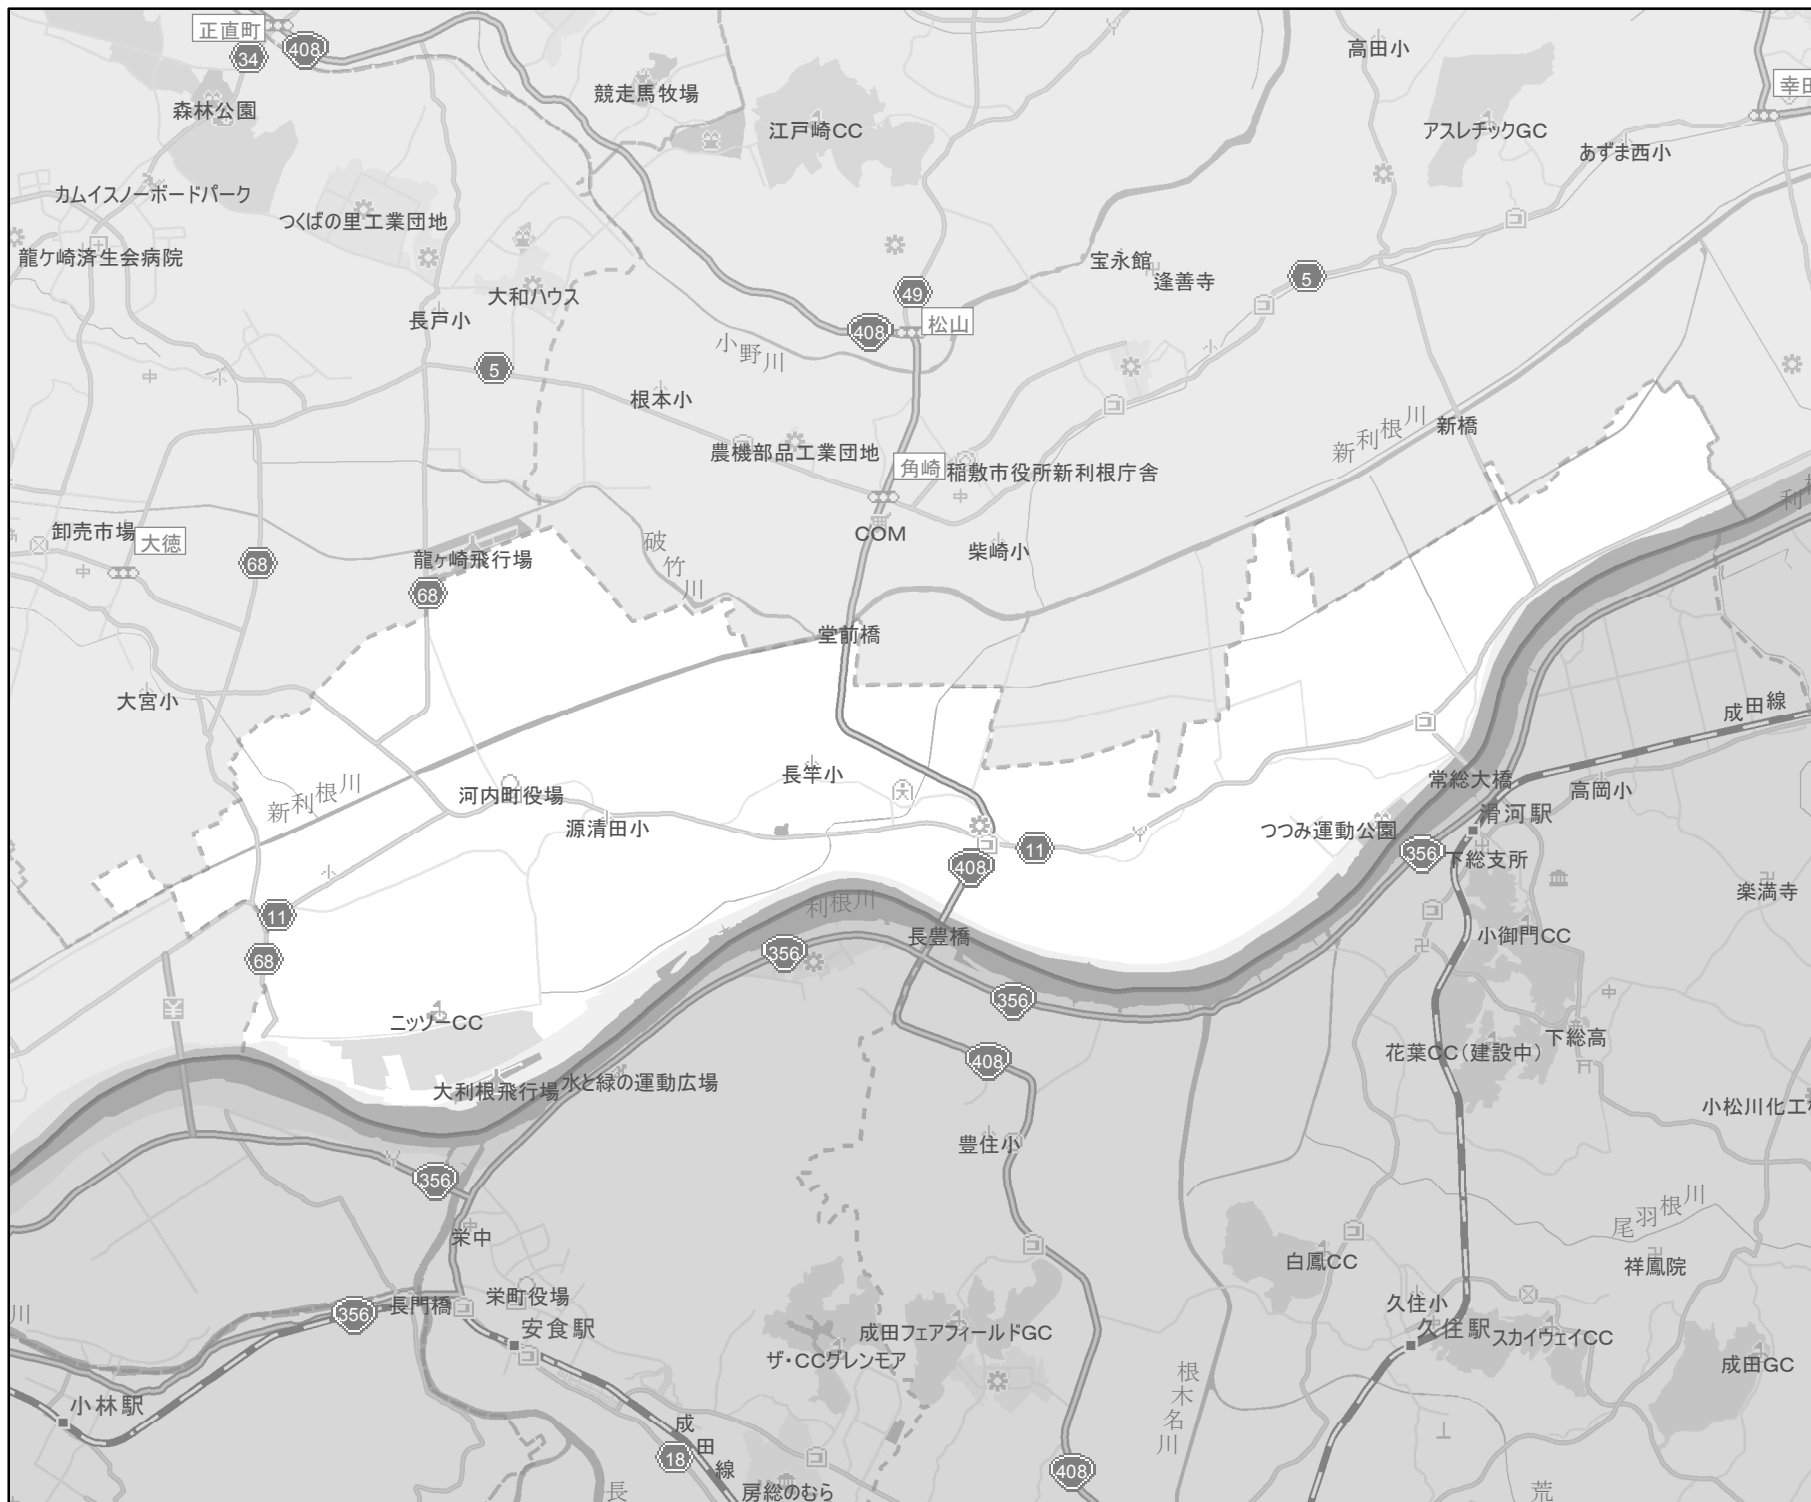 正直町
408
34
高田小
幸田
森林公園
競走馬牧場
江戸崎CC
アスレチックGC
あずま西小
カムイスノーボードパーク
つくばの里工業団地
龍ケ崎済生会病院
大和ハウス
宝永館
逢善寺
5
長戸小
49
408
松山
小野川
5
根本小
新利根川
新橋
農機部品工業団地
角崎
稲敷市役所新利根庁舎
利
卸売市場
大徳
COM
柴崎小
破竹川
68
龍ヶ崎飛行場
68
堂前橋
大宮小
成田線
新利根川
河内町役場
長竿小
常総大橋
高岡小
源清田小
つつみ運動公園
滑河駅
11
356
下総支所
408
楽満寺
利根川
11
長豊橋
小御門CC
68
356
356
ニッソーCC
花葉CC(建設中)
下総高
408
大利根飛行場
水と緑の運動広場
小松川化工
豊住小
356
尾羽根川
栄中
白鳳CC
祥鳳院
川
栄町役場
356
長門橋
久住小
安食駅
成田フェアフィールドGC
久住駅
スカイウェイCC
ザ・CCグレンモア
成田GC
小林駅
根木名川
成田線
18
408
房総のむら
長
荒